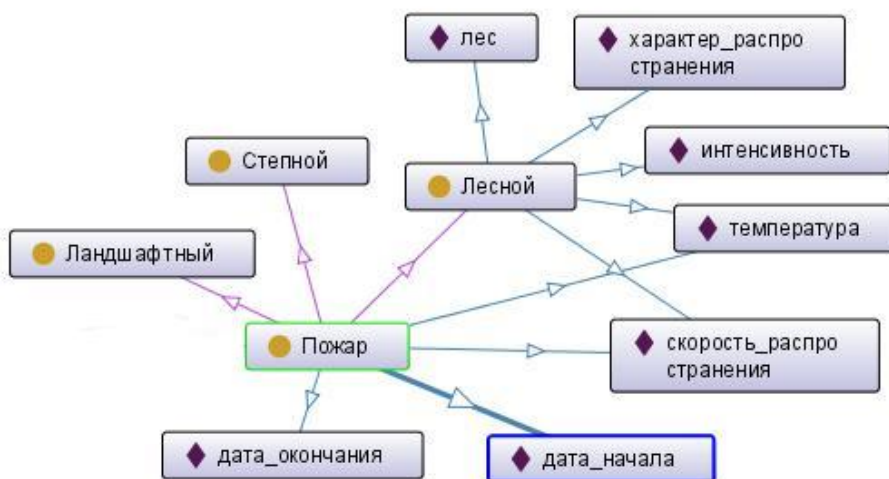 лес
характер_распро
странения
Степной
интенсивность
Лесной
температура
Ландшафтный
Пожар
скорость_распро
странения
дата_окончания
дата_начала